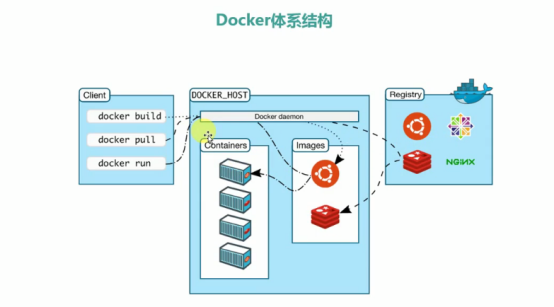 Docker体系结构
Client
docker build
docker pull
docker run
DOCKER_HOST
Docker daemon
Containers
Images
Registry
NGINX